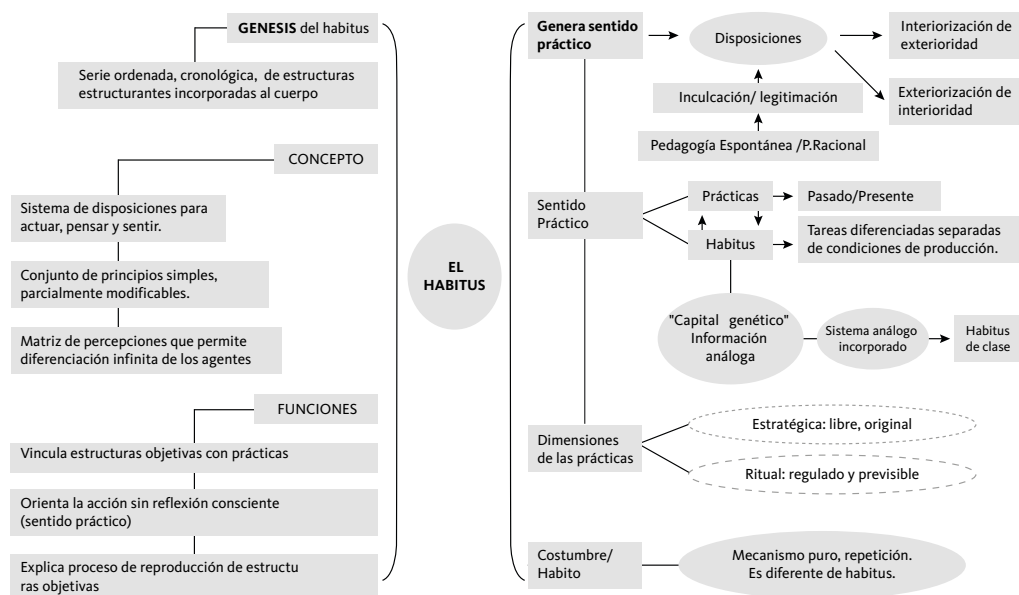 GENESIS del habitus
Serie ordenada, cronológica, de estructuras
estructurantes incorporadas al cuerpo
CONCEPTO
Sistema de disposiciones para
actuar, pensar y sentir.
Conjunto de principios simples,
parcialmente modificables.
Matriz de percepciones que permite
diferenciación infinita de los agentes
FUNCIONES
Vincula estructuras objetivas con prácticas
Orienta la acción sin reflexión consciente
(sentido práctico)
Explica proceso de reproducción de estructu
ras objetivas
EL
HABITUS
Genera sentido
práctico
Disposiciones
Interiorización de
exterioridad
Exteriorización de
interioridad
Inculcación/ legitimación
Pedagogía Espontánea /P.Racional
Sentido
Práctico
Prácticas
Pasado/Presente
Habitus
Tareas diferenciadas separadas
de condiciones de producción.
"Capital genético"
Información
análoga
Sistema análogo
incorporado
Habitus
de clase
Dimensiones
de las prácticas
Estratégica: libre, original
Ritual: regulado y previsible
Costumbre/
Habito
Mecanismo puro, repetición.
Es diferente de habitus.